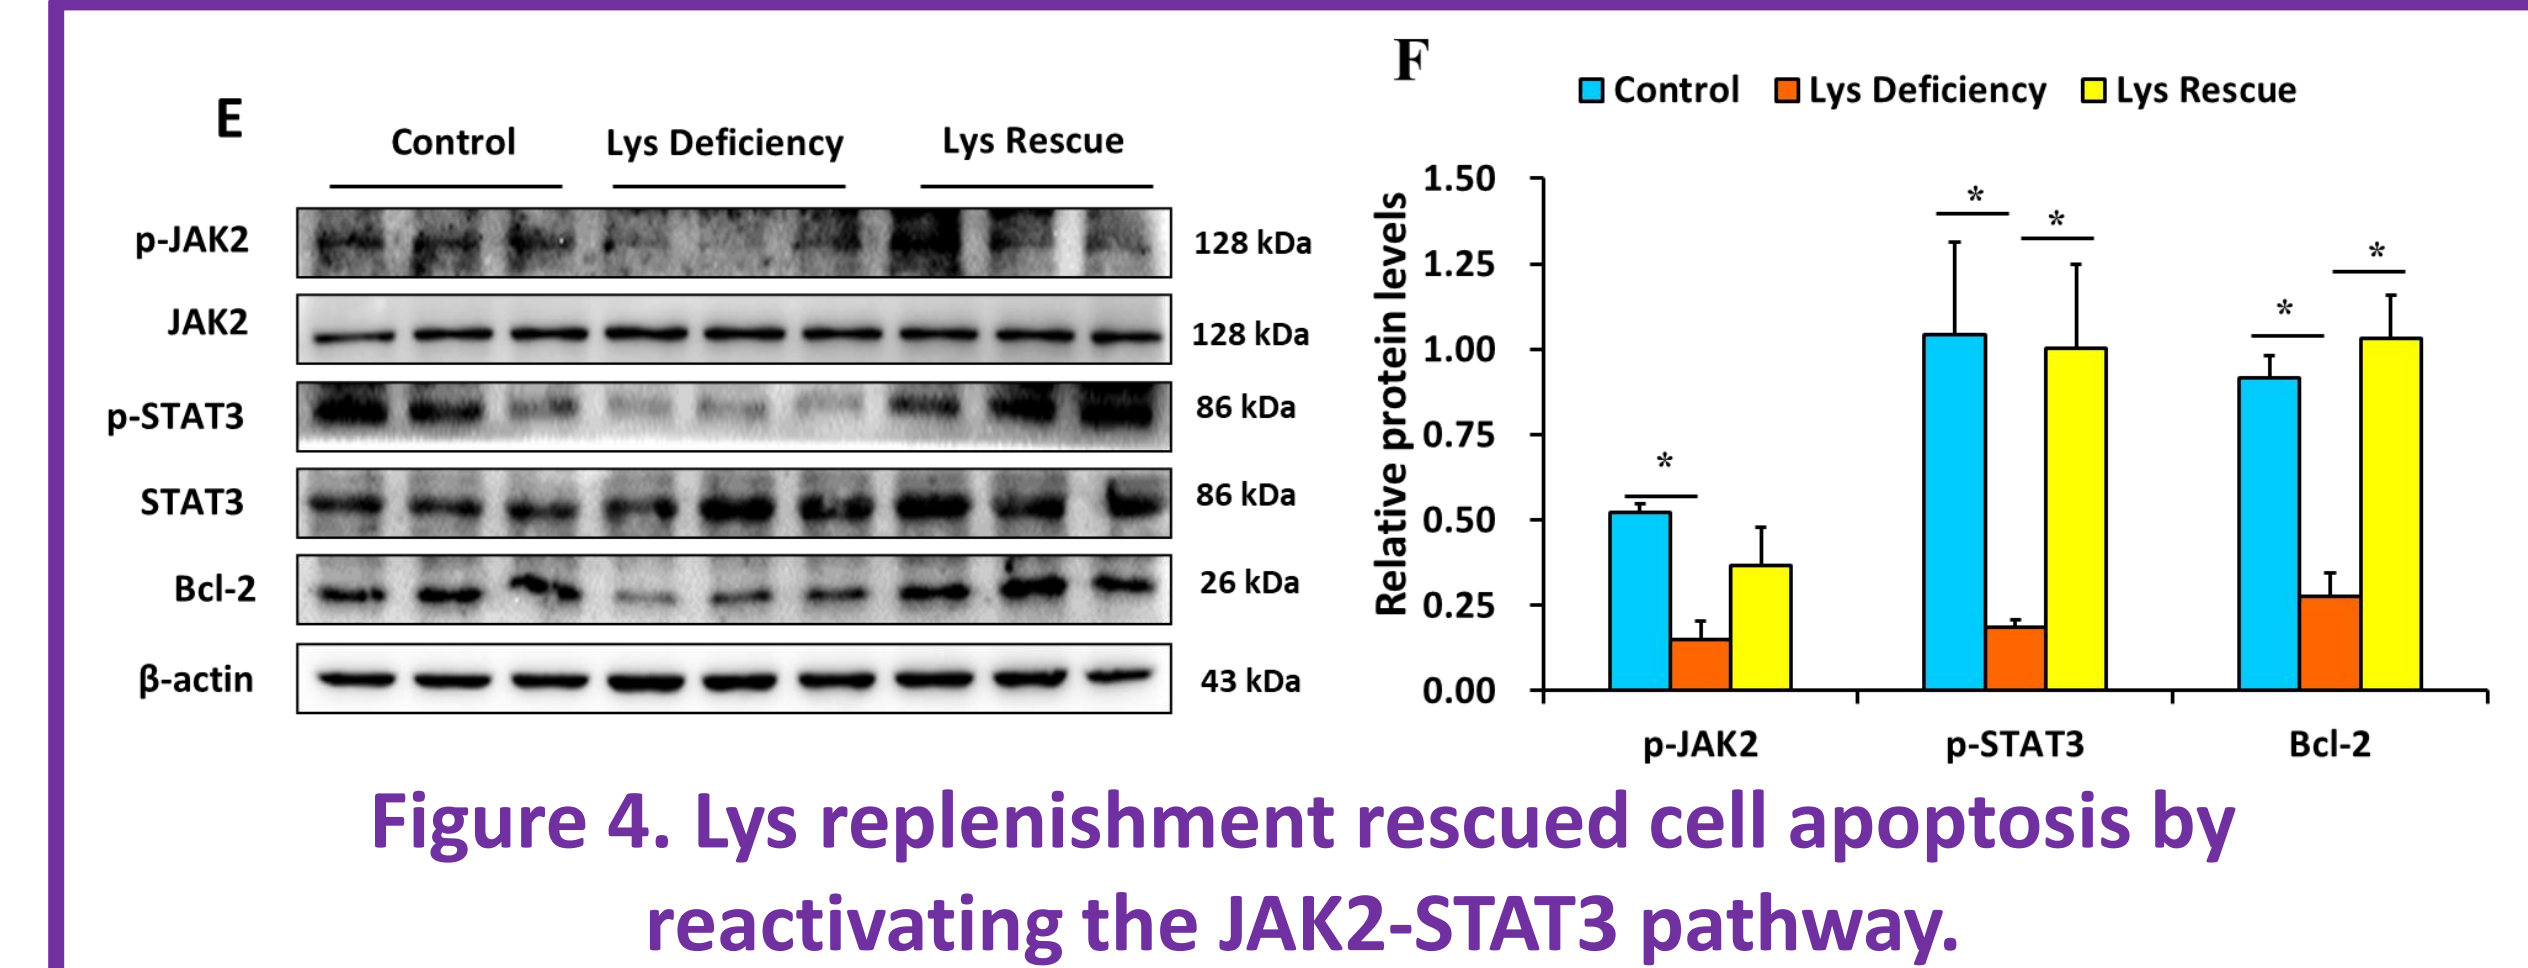 E
Control Lys Deficiency Lys Rescue
p-JAK2 128 kDa
JAK2 128 kDa
p-STAT3 86 kDa
STAT3 86 kDa
Bcl-2 26 kDa
β-actin 43 kDa
F
Control Lys Deficiency Lys Rescue
Relative protein levels
1.50
1.25
1.00
0.75
0.50
0.25
0.00
* * * * *
p-JAK2 p-STAT3 Bcl-2
Figure 4. Lys replenishment rescued cell apoptosis by
reactivating the JAK2-STAT3 pathway.